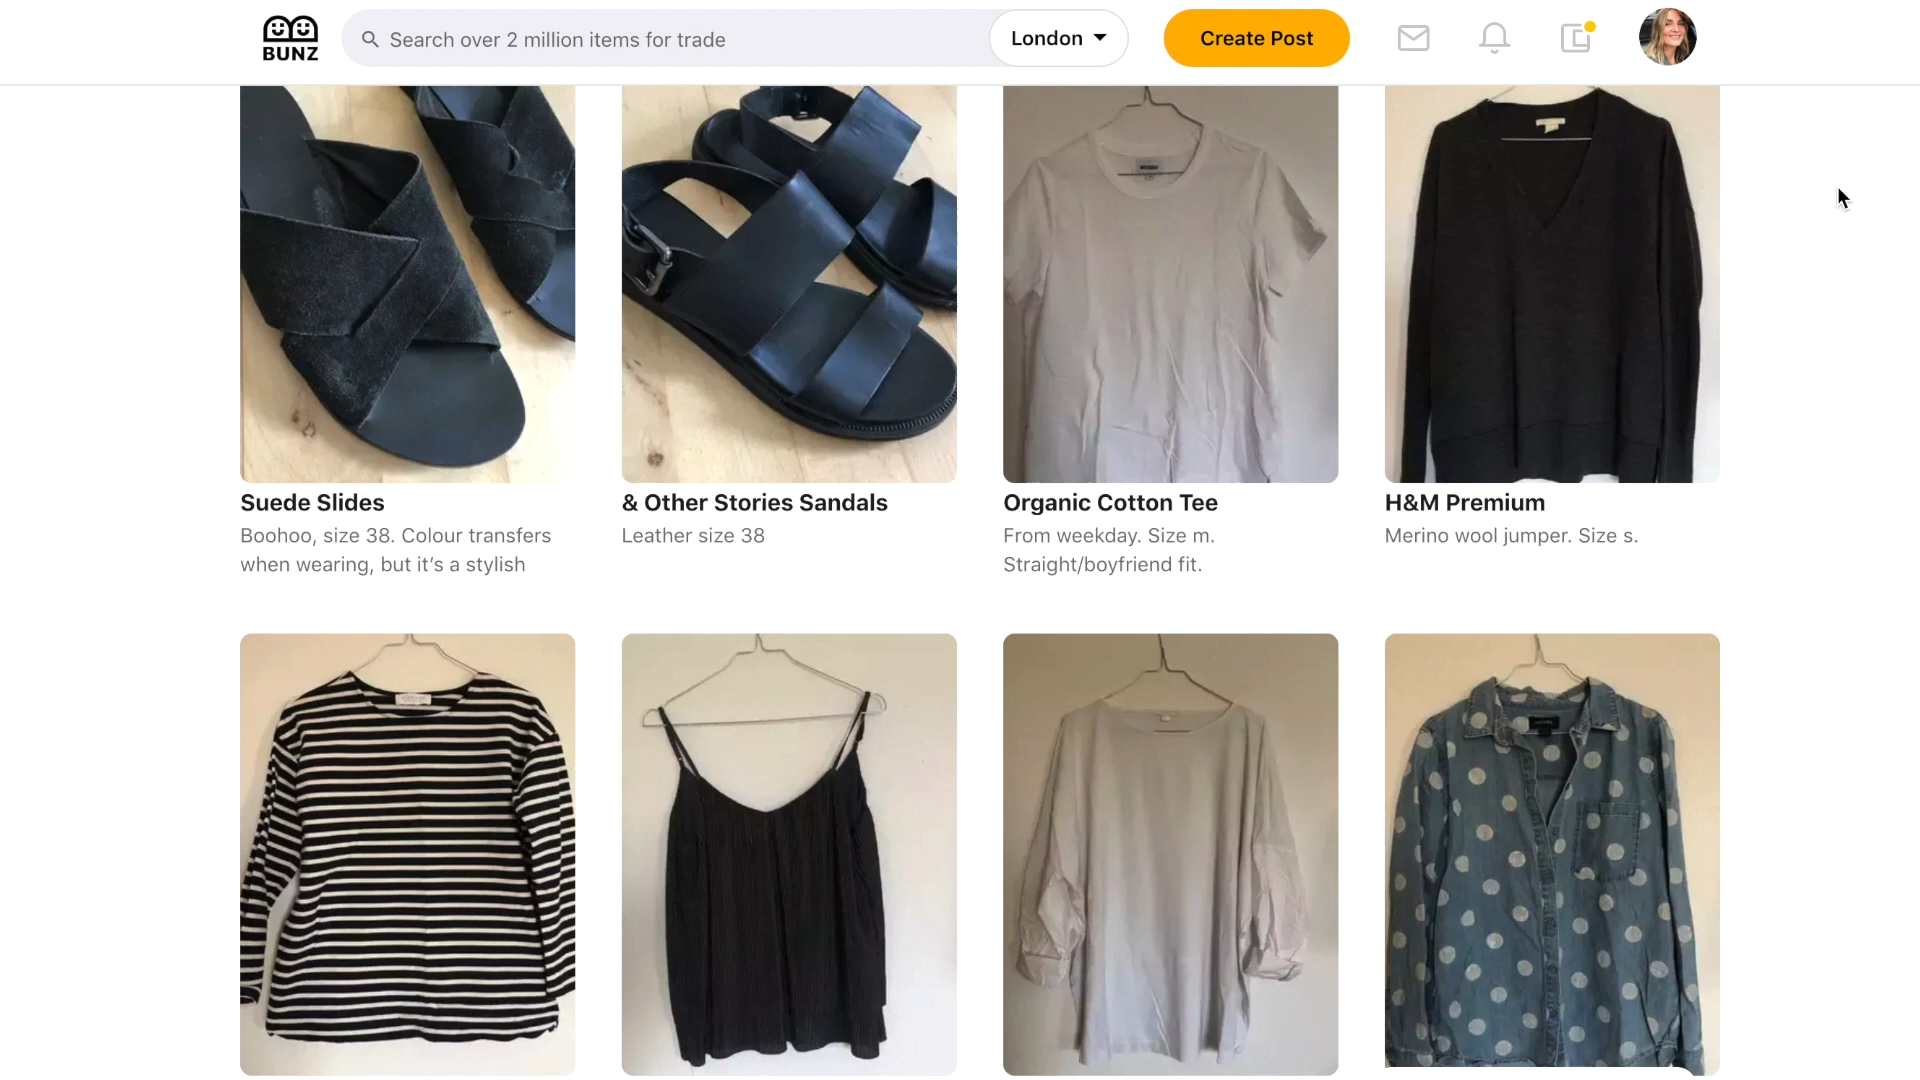 BUNZ
Search over 2 million items for trade
London
Create Post
Suede Slides
Boohoo, size 38. Colour transfers
when wearing, but it’s a stylish
& Other Stories Sandals
Leather size 38
Organic Cotton Tee
From weekday. Size m.
Straight/boyfriend fit.
H&M Premium
Merino wool jumper. Size s.